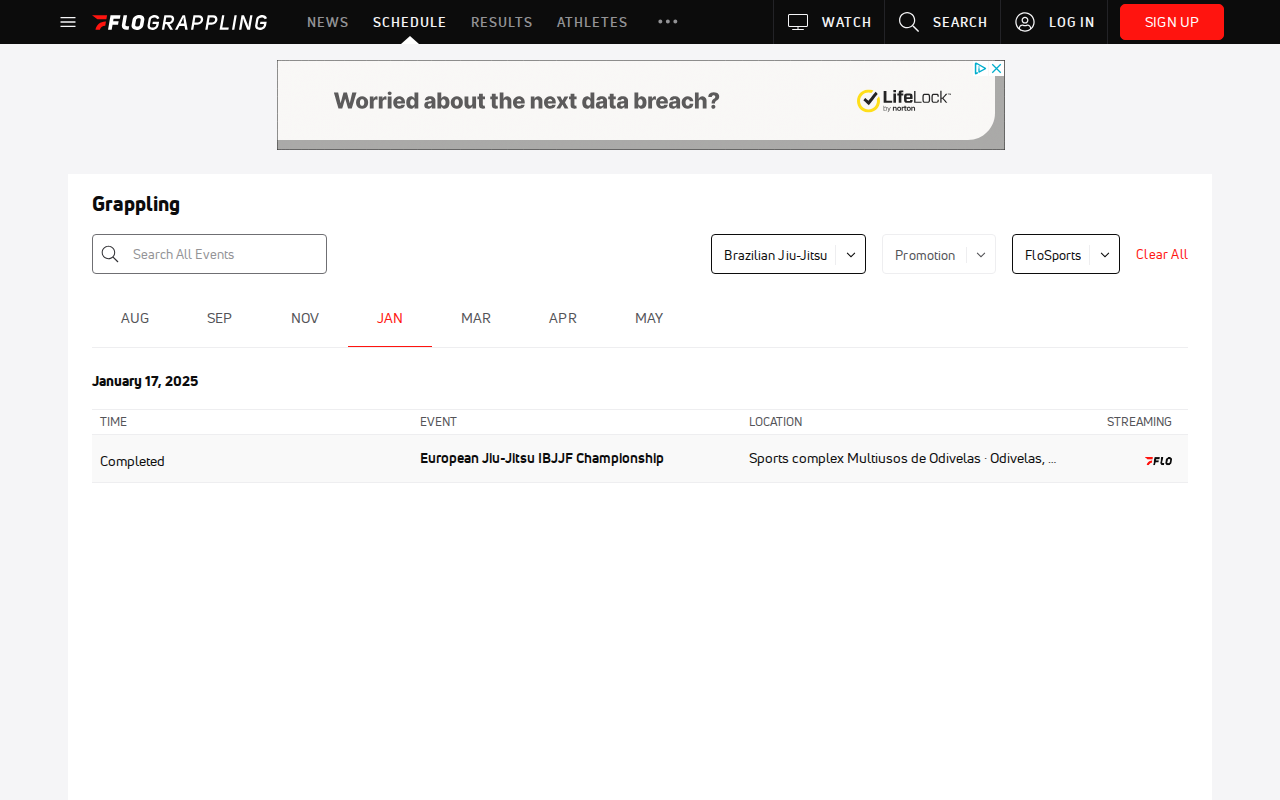 FLOGRAPPLING NEWS SCHEDULE RESULTS ATHLETES ••• WATCH SEARCH LOG IN SIGN UP
Worried about the next data breach? LifeLock™
by norton
Grappling
Search All Events Brazilian Jiu-Jitsu Promotion FloSports Clear All
AUG SEP NOV JAN MAR APR MAY
January 17, 2025
TIME EVENT LOCATION STREAMING
Completed European Jiu-Jitsu IBJJF Championship Sports complex Multiusos de Odivelas · Odivelas, ... FLO